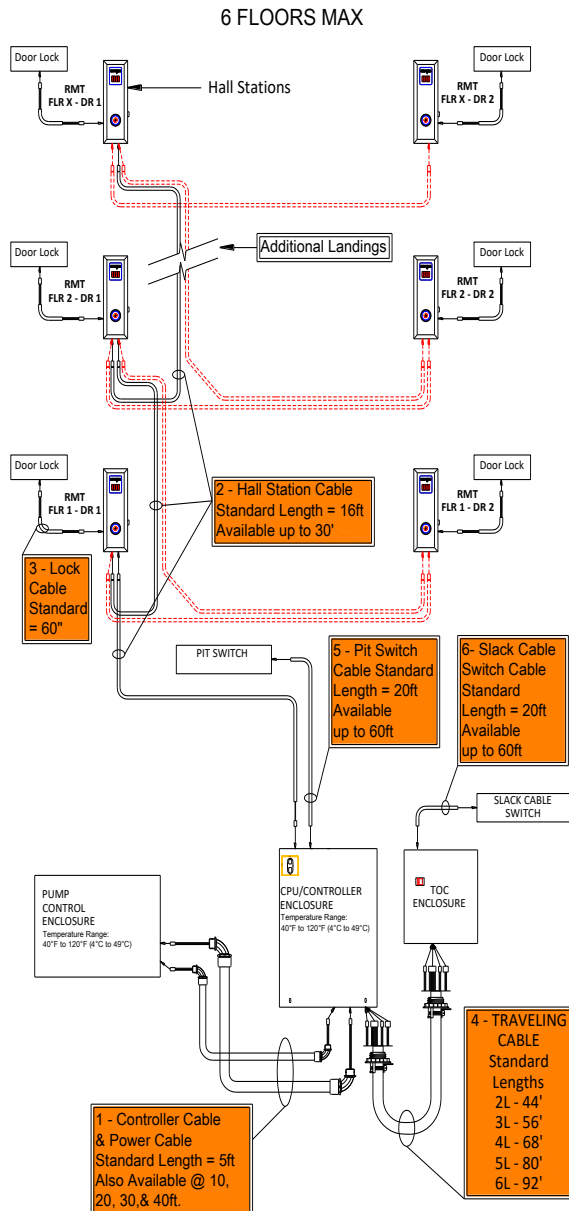 6 FLOORS MAX
Door Lock
RMT
FLR X - DR 1
Hall Stations
RMT
FLR X - DR 2
Door Lock
Additional Landings
Door Lock
RMT
FLR 2 - DR 1
RMT
FLR 2 - DR 2
Door Lock
Door Lock
RMT
FLR 1 - DR 1
2 - Hall Station Cable
Standard Length = 16ft
Available up to 30'
RMT
FLR 1 - DR 2
Door Lock
3 - Lock
Cable
Standard
= 60"
PIT SWITCH
5 - Pit Switch
Cable Standard
Length = 20ft
Available
up to 60ft
6- Slack Cable
Switch Cable
Standard
Length = 20ft
Available
up to 60ft
SLACK CABLE
SWITCH
PUMP
CONTROL
ENCLOSURE
Temperature Range:
40°F to 120°F (4°C to 49°C)
CPU/CONTROLLER
ENCLOSURE
Temperature Range:
40°F to 120°F (4°C to 49°C)
TOC
ENCLOSURE
1 - Controller Cable
& Power Cable
Standard Length = 5ft
Also Available @ 10,
20, 30,& 40ft.
4 - TRAVELING
CABLE
Standard
Lengths
2L - 44'
3L - 56'
4L - 68'
5L - 80'
6L - 92'